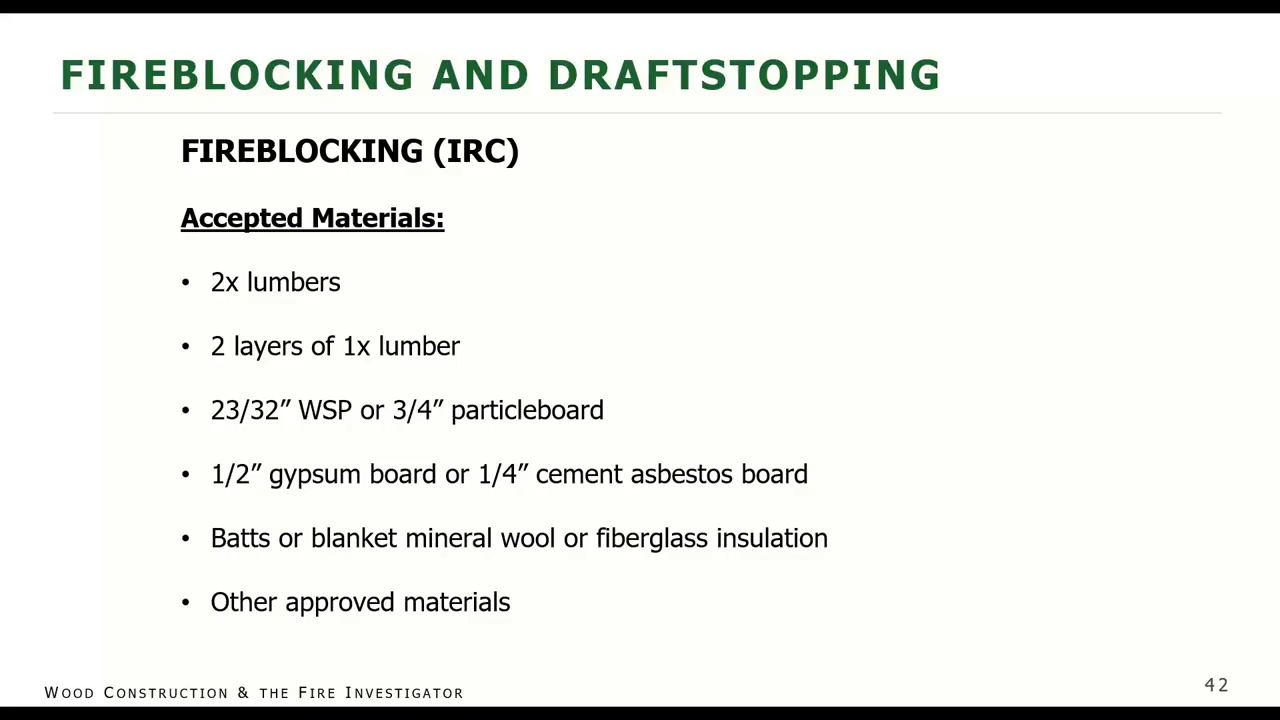 FIREBLOCKING AND DRAFTSTOPPING
FIREBLOCKING (IRC)
Accepted Materials:
• 2x lumbers
• 2 layers of 1x lumber
• 23/32” WSP or 3/4” particleboard
• 1/2” gypsum board or 1/4” cement asbestos board
• Batts or blanket mineral wool or fiberglass insulation
• Other approved materials
WOOD CONSTRUCTION & THE FIRE INVESTIGATOR
42